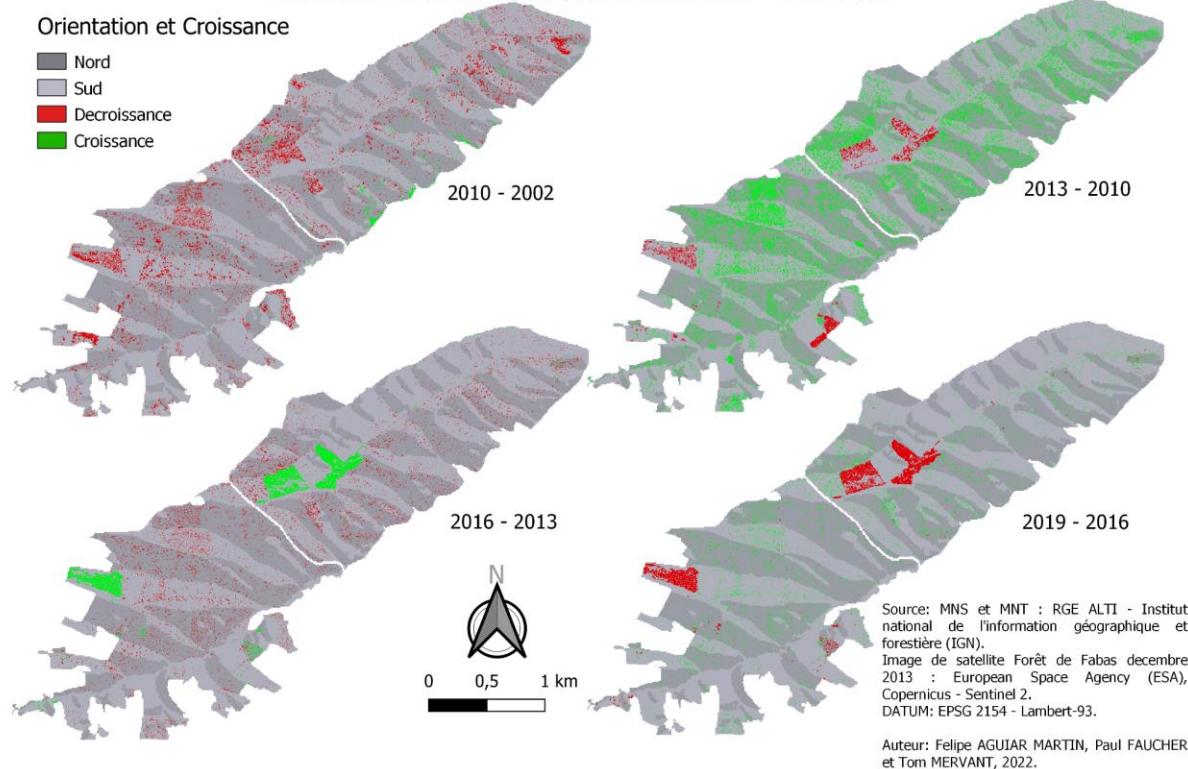 Orientation et Croissance
Nord
Sud
Decroissance
Croissance
2010 - 2002
2013 - 2010
2016 - 2013
2019 - 2016
N
0 0,5 1 km
Source: MNS et MNT : RGE ALTI - Institut
national de l'information géographique et
forestière (IGN).
Image de satellite Forêt de Fabas decembre
2013 : European Space Agency (ESA),
Copernicus - Sentinel 2.
DATUM: EPSG 2154 - Lambert-93.
Auteur: Felipe AGUIAR MARTIN, Paul FAUCHER
et Tom MERVANT, 2022.